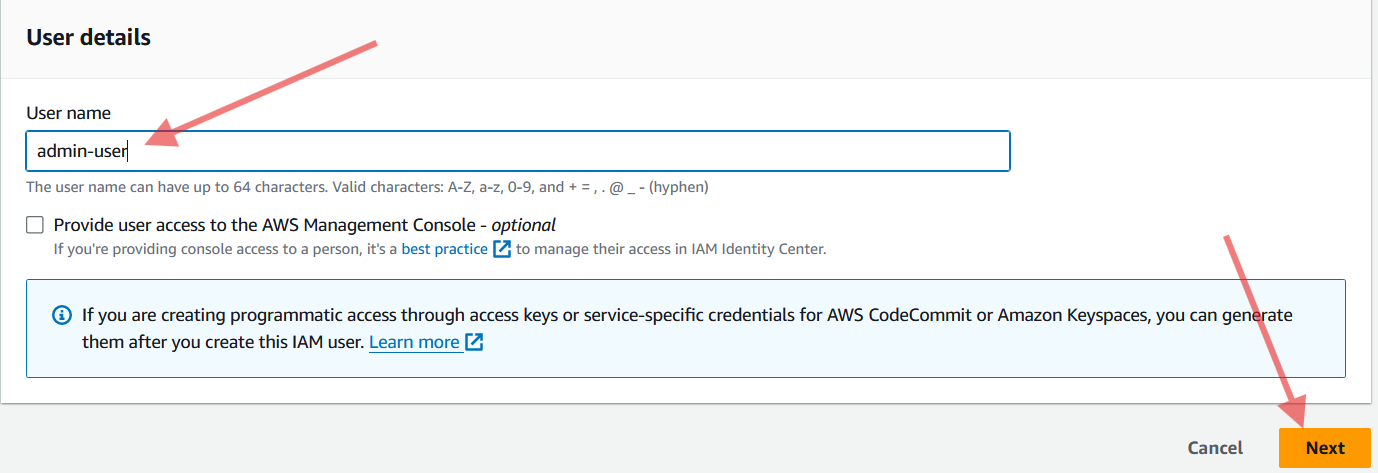 User details
User name
admin-user
The user name can have up to 64 characters. Valid characters: A-Z, a-z, 0-9, and + = , . @ _ - (hyphen)
Provide user access to the AWS Management Console - optional
If you're providing console access to a person, it's a best practice to manage their access in IAM Identity Center.
If you are creating programmatic access through access keys or service-specific credentials for AWS CodeCommit or Amazon Keyspaces, you can generate
them after you create this IAM user. Learn more
Cancel Next